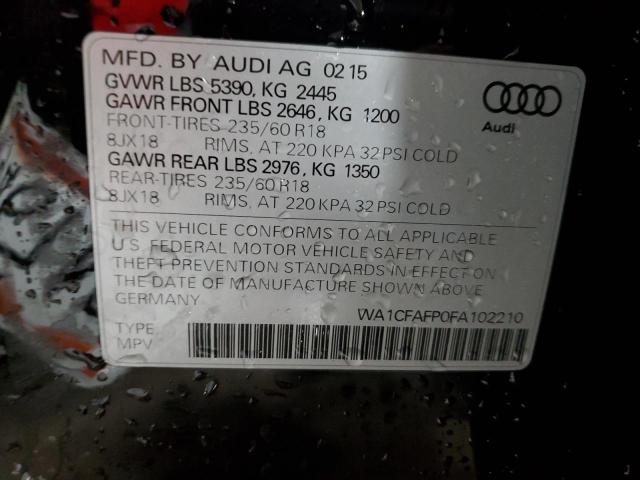 MFD. BY AUDI AG 02 15
GVWR LBS 5390, KG 2445
GAWR FRONT LBS 2646, KG 1200
FRONT-TIRES 235/60 R18
8JX18 RIMS, AT 220 KPA 32 PSI COLD
GAWR REAR LBS 2976, KG 1350
REAR-TIRES 235/60 R18
8JX18 RIMS, AT 220 KPA 32 PSI COLD
Audi
THIS VEHICLE CONFORMS TO ALL APPLICABLE
U.S. FEDERAL MOTOR VEHICLE SAFETY AND
THEFT PREVENTION STANDARDS IN EFFECT ON
THE DATE OF MANUFACTURE SHOWN ABOVE
GERMANY
WA1CFAFP0FA102210
TYPE
MPV